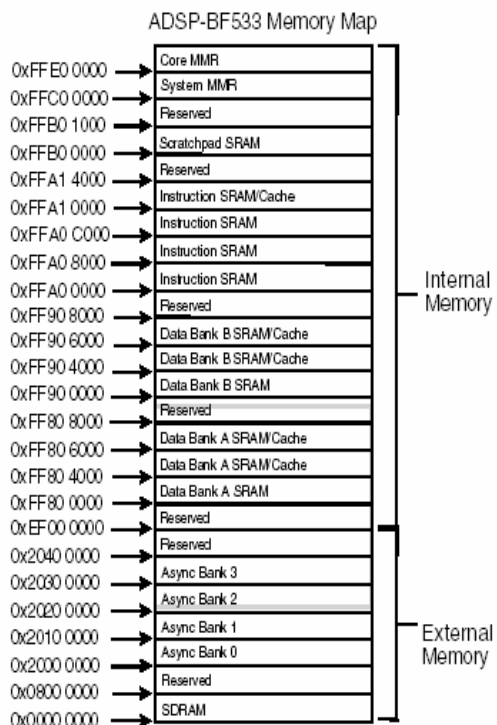 ADSP-BF533 Memory Map
Core MMR
0xFFE0 0000
System MMR
0xFFC0 0000
Reserved
0xFFB0 1000
Scratchpad SRAM
0xFFB0 0000
Reserved
0xFFA1 4000
Instruction SRAM/Cache
0xFFA1 0000
Instruction SRAM
0xFFA0 C000
Instruction SRAM
0xFFA0 8000
Instruction SRAM
0xFFA0 0000
Reserved
0xFF90 8000
Data Bank B SRAM/Cache
0xFF90 6000
Data Bank B SRAM/Cache
0xFF90 4000
Data Bank B SRAM
0xFF90 0000
Reserved
0xFF80 8000
Data Bank A SRAM/Cache
0xFF80 6000
Data Bank A SRAM/Cache
0xFF80 4000
Data Bank A SRAM
0xFF80 0000
Reserved
0xEF00 0000
Reserved
0x2040 0000
Async Bank 3
0x2030 0000
Async Bank 2
0x2020 0000
Async Bank 1
0x2010 0000
Async Bank 0
0x2000 0000
Reserved
0x0800 0000
SDRAM
0x0000 0000
Internal
Memory
External
Memory